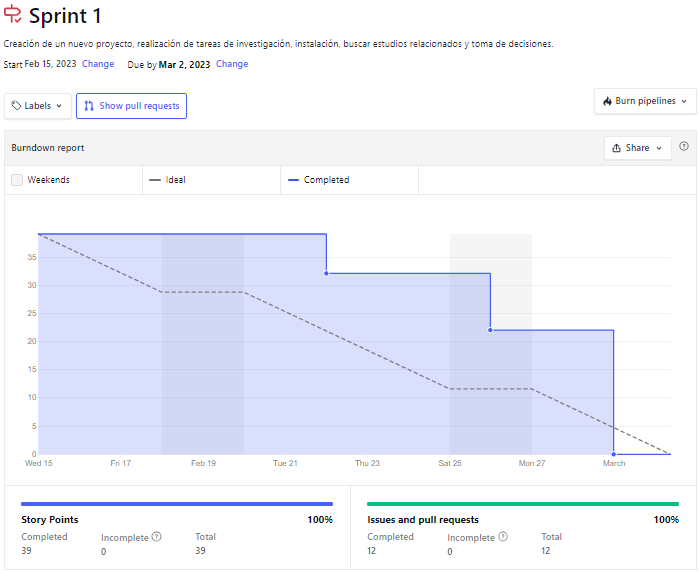 Sprint 1
Creación de un nuevo proyecto, realización de tareas de investigación, instalación, buscar estudios relacionados y toma de decisiones.
Start Feb 15, 2023 Change Due by Mar 2, 2023 Change
Labels Show pull requests Burn pipelines
Burndown report Share
Weekends Ideal Completed
35
30
25
20
15
10
5
0
Wed 15 Fri 17 Feb 19 Tue 21 Thu 23 Sat 25 Mon 27 March
Story Points 100% Issues and pull requests 100%
Completed Incomplete Total Completed Incomplete Total
39 0 39 12 0 12